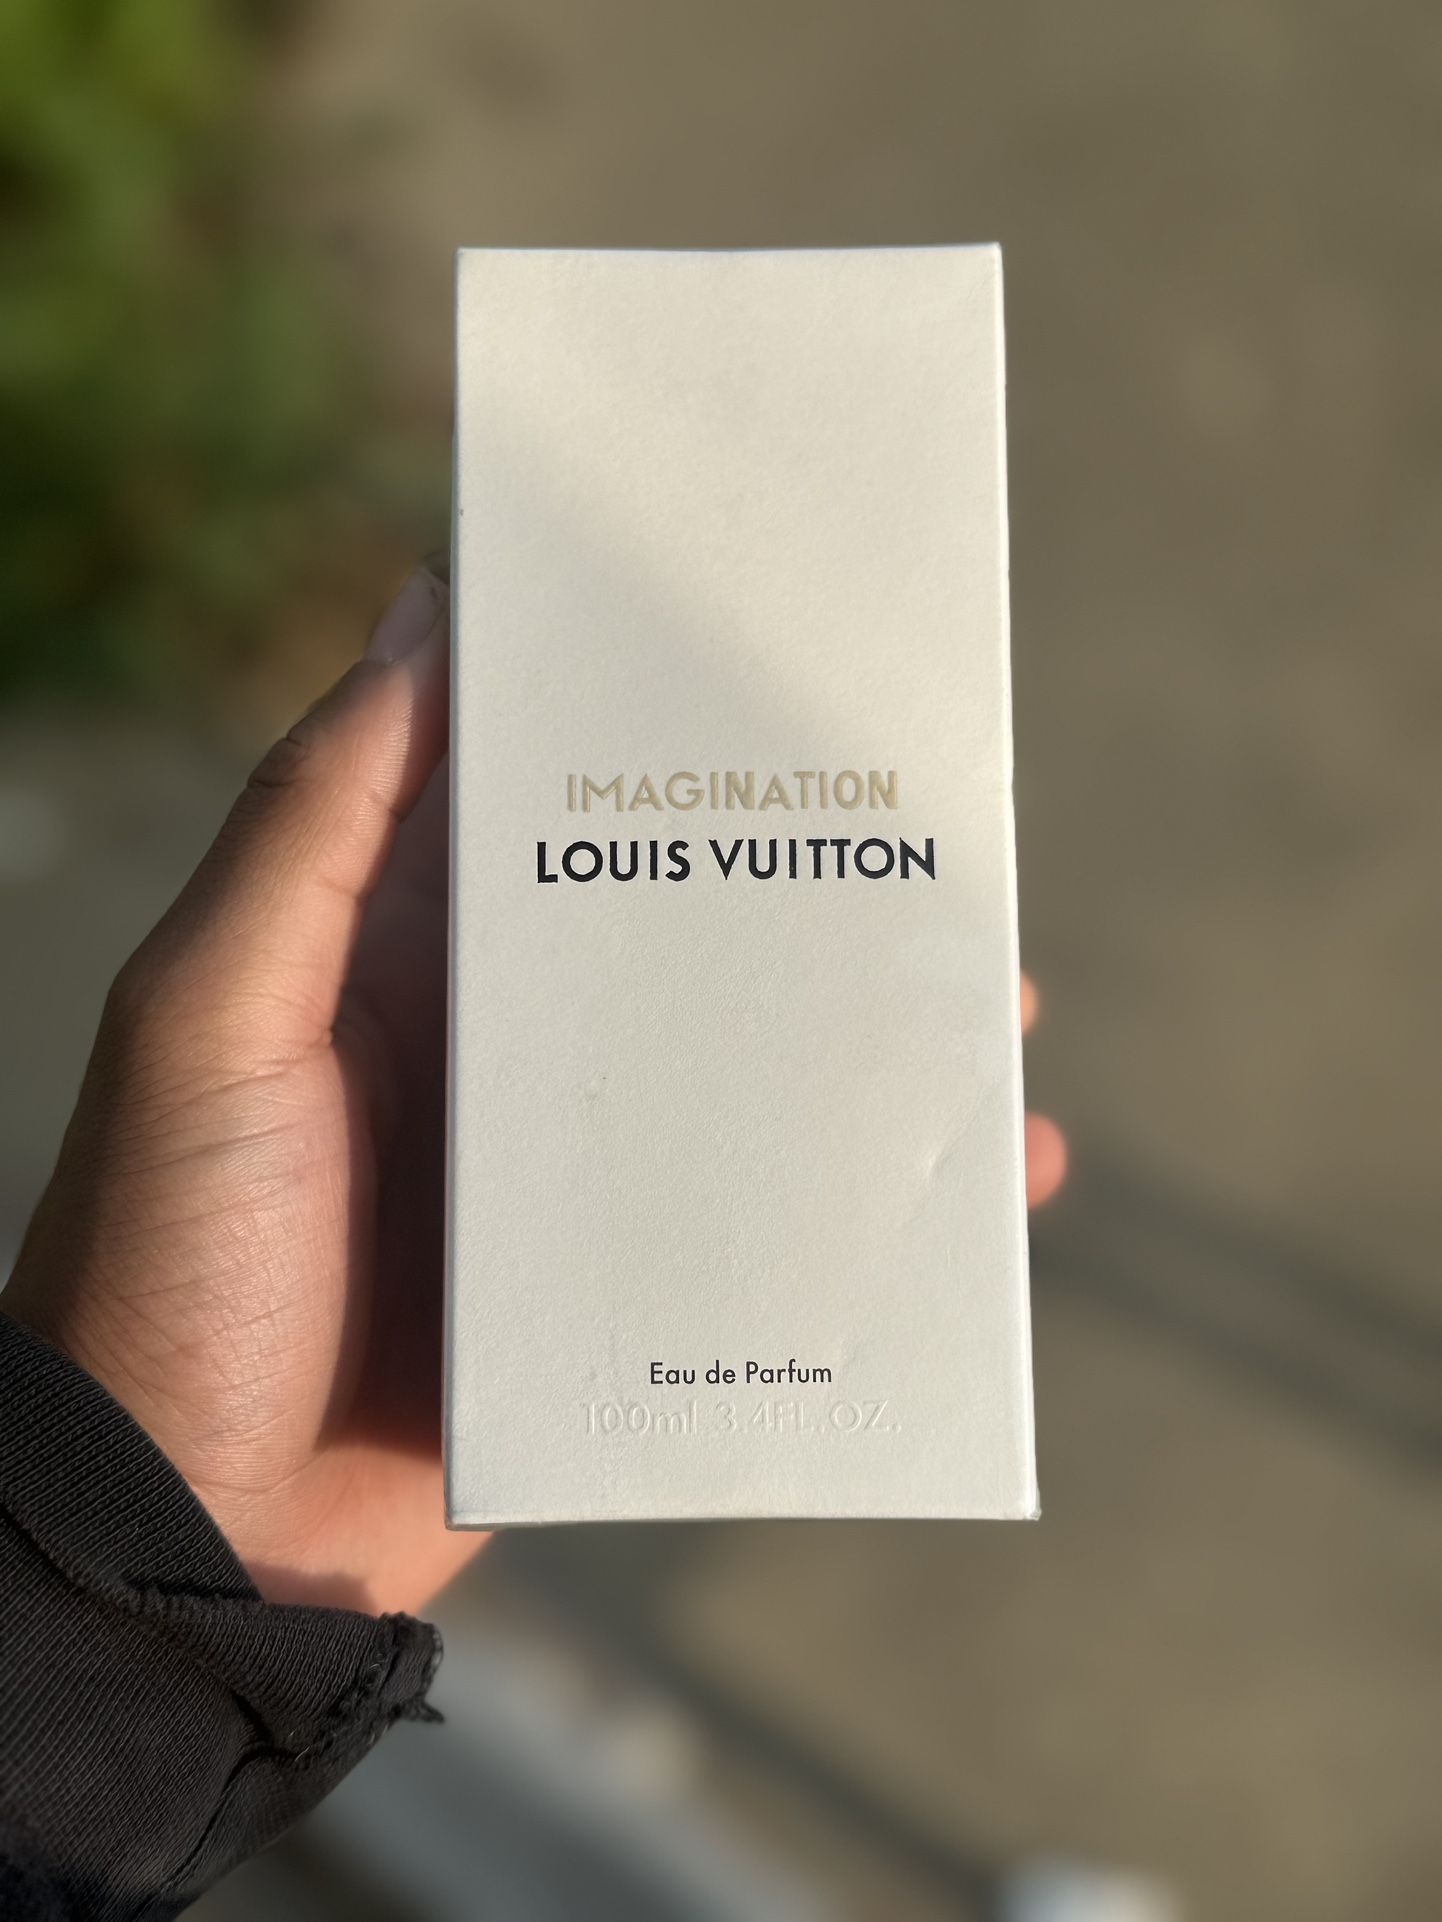 IMAGINATION
LOUIS VUITTON
Eau de Parfum
100ml 3.4FL.OZ.